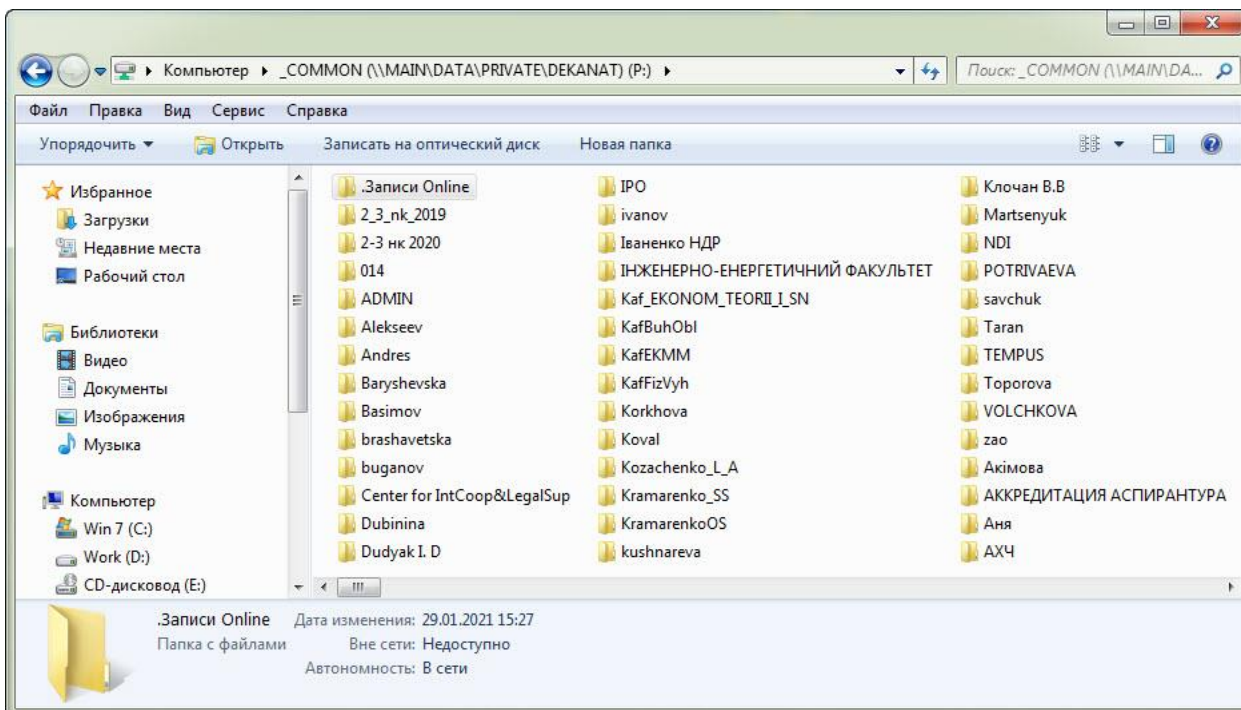 Компьютер ▸ _COMMON (\\MAIN\DATA\PRIVATE\DEKANAT) (P:) ▸
Поиск: _COMMON (\\MAIN\DA...
Файл Правка Вид Сервис Справка
Упорядочить Открыть Записать на оптический диск Новая папка
Избранное
Загрузки
Недавние места
Рабочий стол
Библиотеки
Видео
Документы
Изображения
Музыка
Компьютер
Win 7 (C:)
Work (D:)
CD-дисковод (E:)
.Записи Online
2_3_nk_2019
2-3 нк 2020
014
ADMIN
Alekseev
Andres
Baryshevska
Basimov
brashavetska
buganov
Center for IntCoop&LegalSup
Dubinina
Dudyak I. D
IPO
ivanov
Іваненко НДР
ІНЖЕНЕРНО-ЕНЕРГЕТИЧНИЙ ФАКУЛЬТЕТ
Kaf_EKONOM_TEORII_I_SN
KafBuhObl
KafEKMM
KafFizVyh
Korkhova
Koval
Kozachenko_L_A
Kramarenko_SS
KramarenkoOS
kushnareva
Клочан В.В
Martsenyuk
NDI
POTRIVAEVA
savchuk
Taran
TEMPUS
Toporova
VOLCHKOVA
zao
Акімова
АККРЕДИТАЦИЯ АСПИРАНТУРА
Аня
АХЧ
.Записи Online Дата изменения: 29.01.2021 15:27
Папка с файлами Вне сети: Недоступно
Автономность: В сети